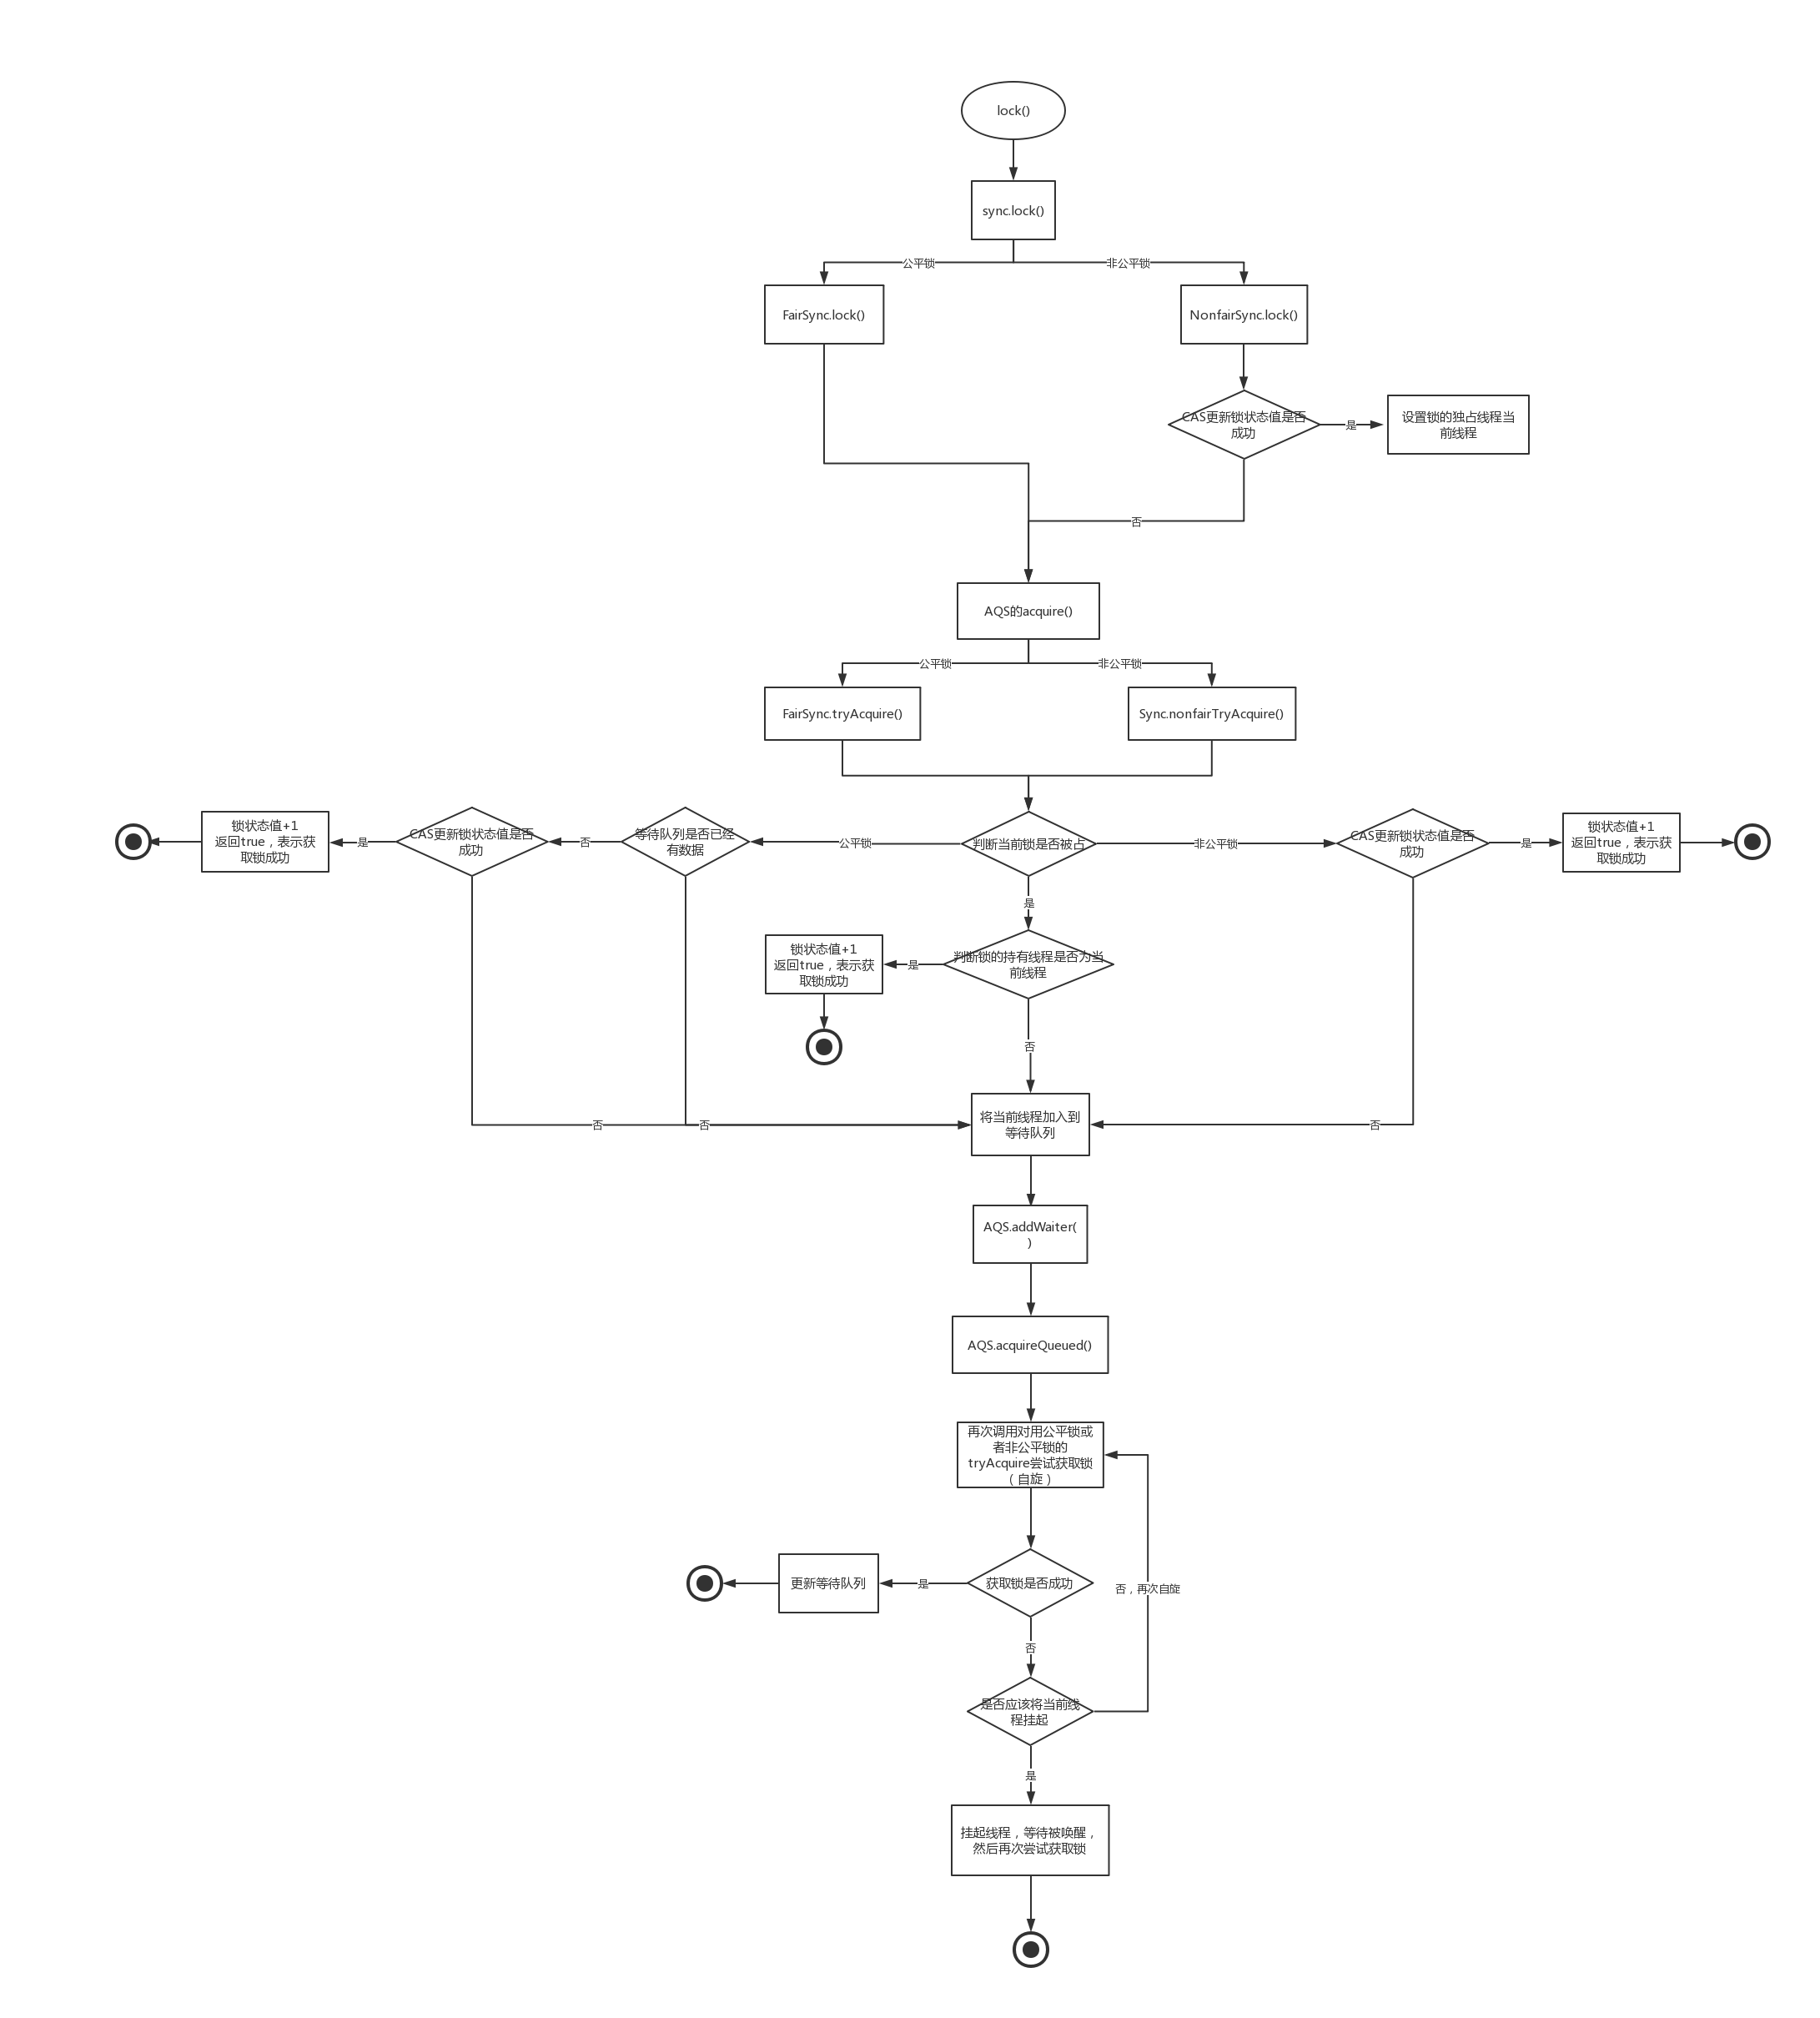 lock()
sync.lock()
公平锁
非公平锁
FairSync.lock()
NonfairSync.lock()
CAS更新锁状态值是否
成功
是
设置锁的独占线程当
前线程
否
AQS的acquire()
公平锁
非公平锁
FairSync.tryAcquire()
Sync.nonfairTryAcquire()
锁状态值+1
返回true，表示获
取锁成功
是
CAS更新锁状态值是否
成功
否
等待队列是否已经
有数据
公平锁
判断当前锁是否被占
非公平锁
CAS更新锁状态值是否
成功
是
锁状态值+1
返回true，表示获
取锁成功
是
锁状态值+1
返回true，表示获
取锁成功
是
判断锁的持有线程是否为当
前线程
否
否
否
将当前线程加入到
等待队列
否
AQS.addWaiter(
)
AQS.acquireQueued()
再次调用对用公平锁或
者非公平锁的
tryAcquire尝试获取锁
（自旋）
更新等待队列
是
获取锁是否成功
否，再次自旋
否
是否应该将当前线
程挂起
是
挂起线程，等待被唤醒，
然后再次尝试获取锁